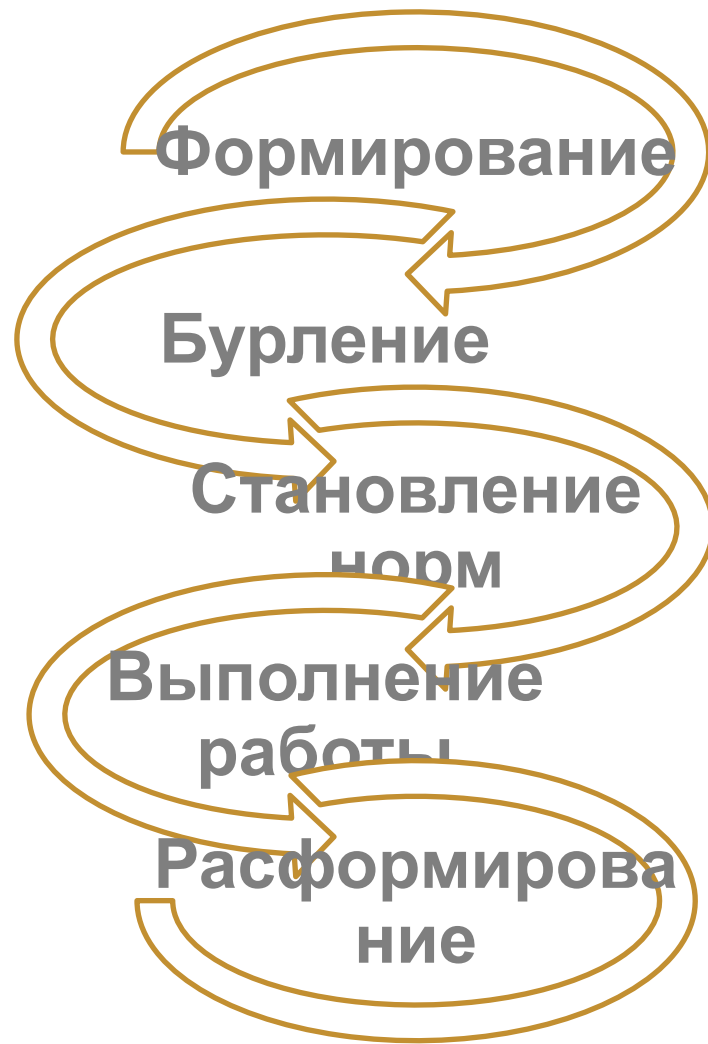 Формирование
Бурление
Становление
норм
Выполнение
работы
Расформирова
ние